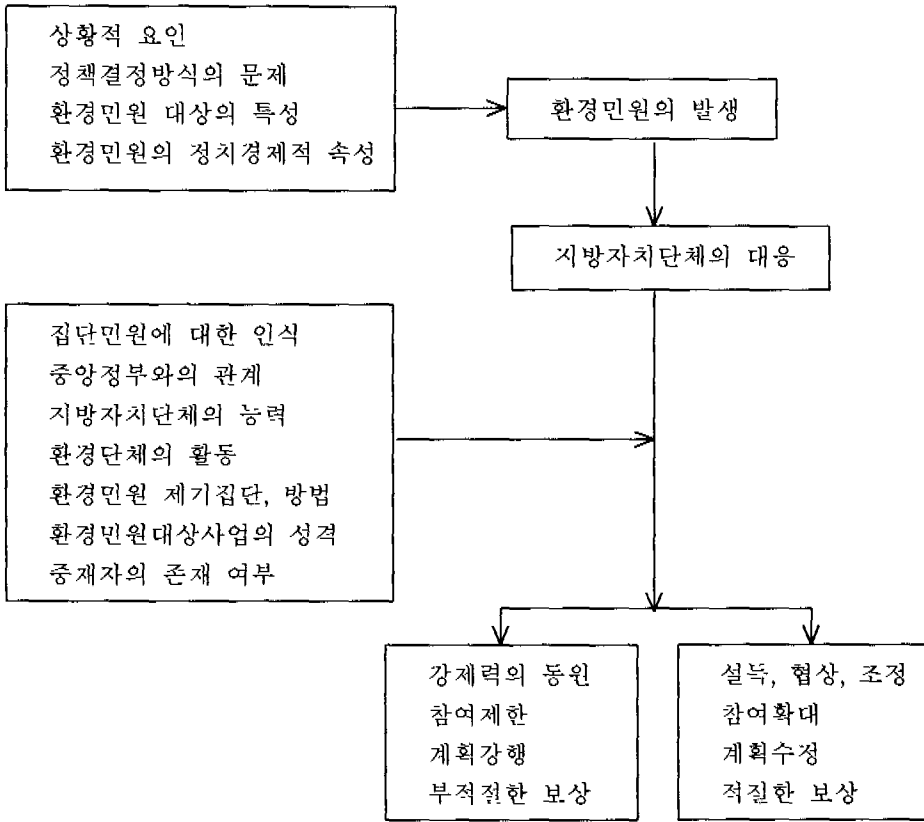 상황적 요인
정책결정방식의 문제
환경민원 대상의 특성
환경민원의 정치경제적 속성
환경민원의 발생
지방자치단체의 대응
집단민원에 대한 인식
중앙정부와의 관계
지방자치단체의 능력
환경단체의 활동
환경민원 제기집단, 방법
환경민원대상사업의 성격
중재자의 존재 여부
강제력의 동원
참여제한
계획강행
부적절한 보상
설득, 협상, 조정
참여확대
계획수정
적절한 보상